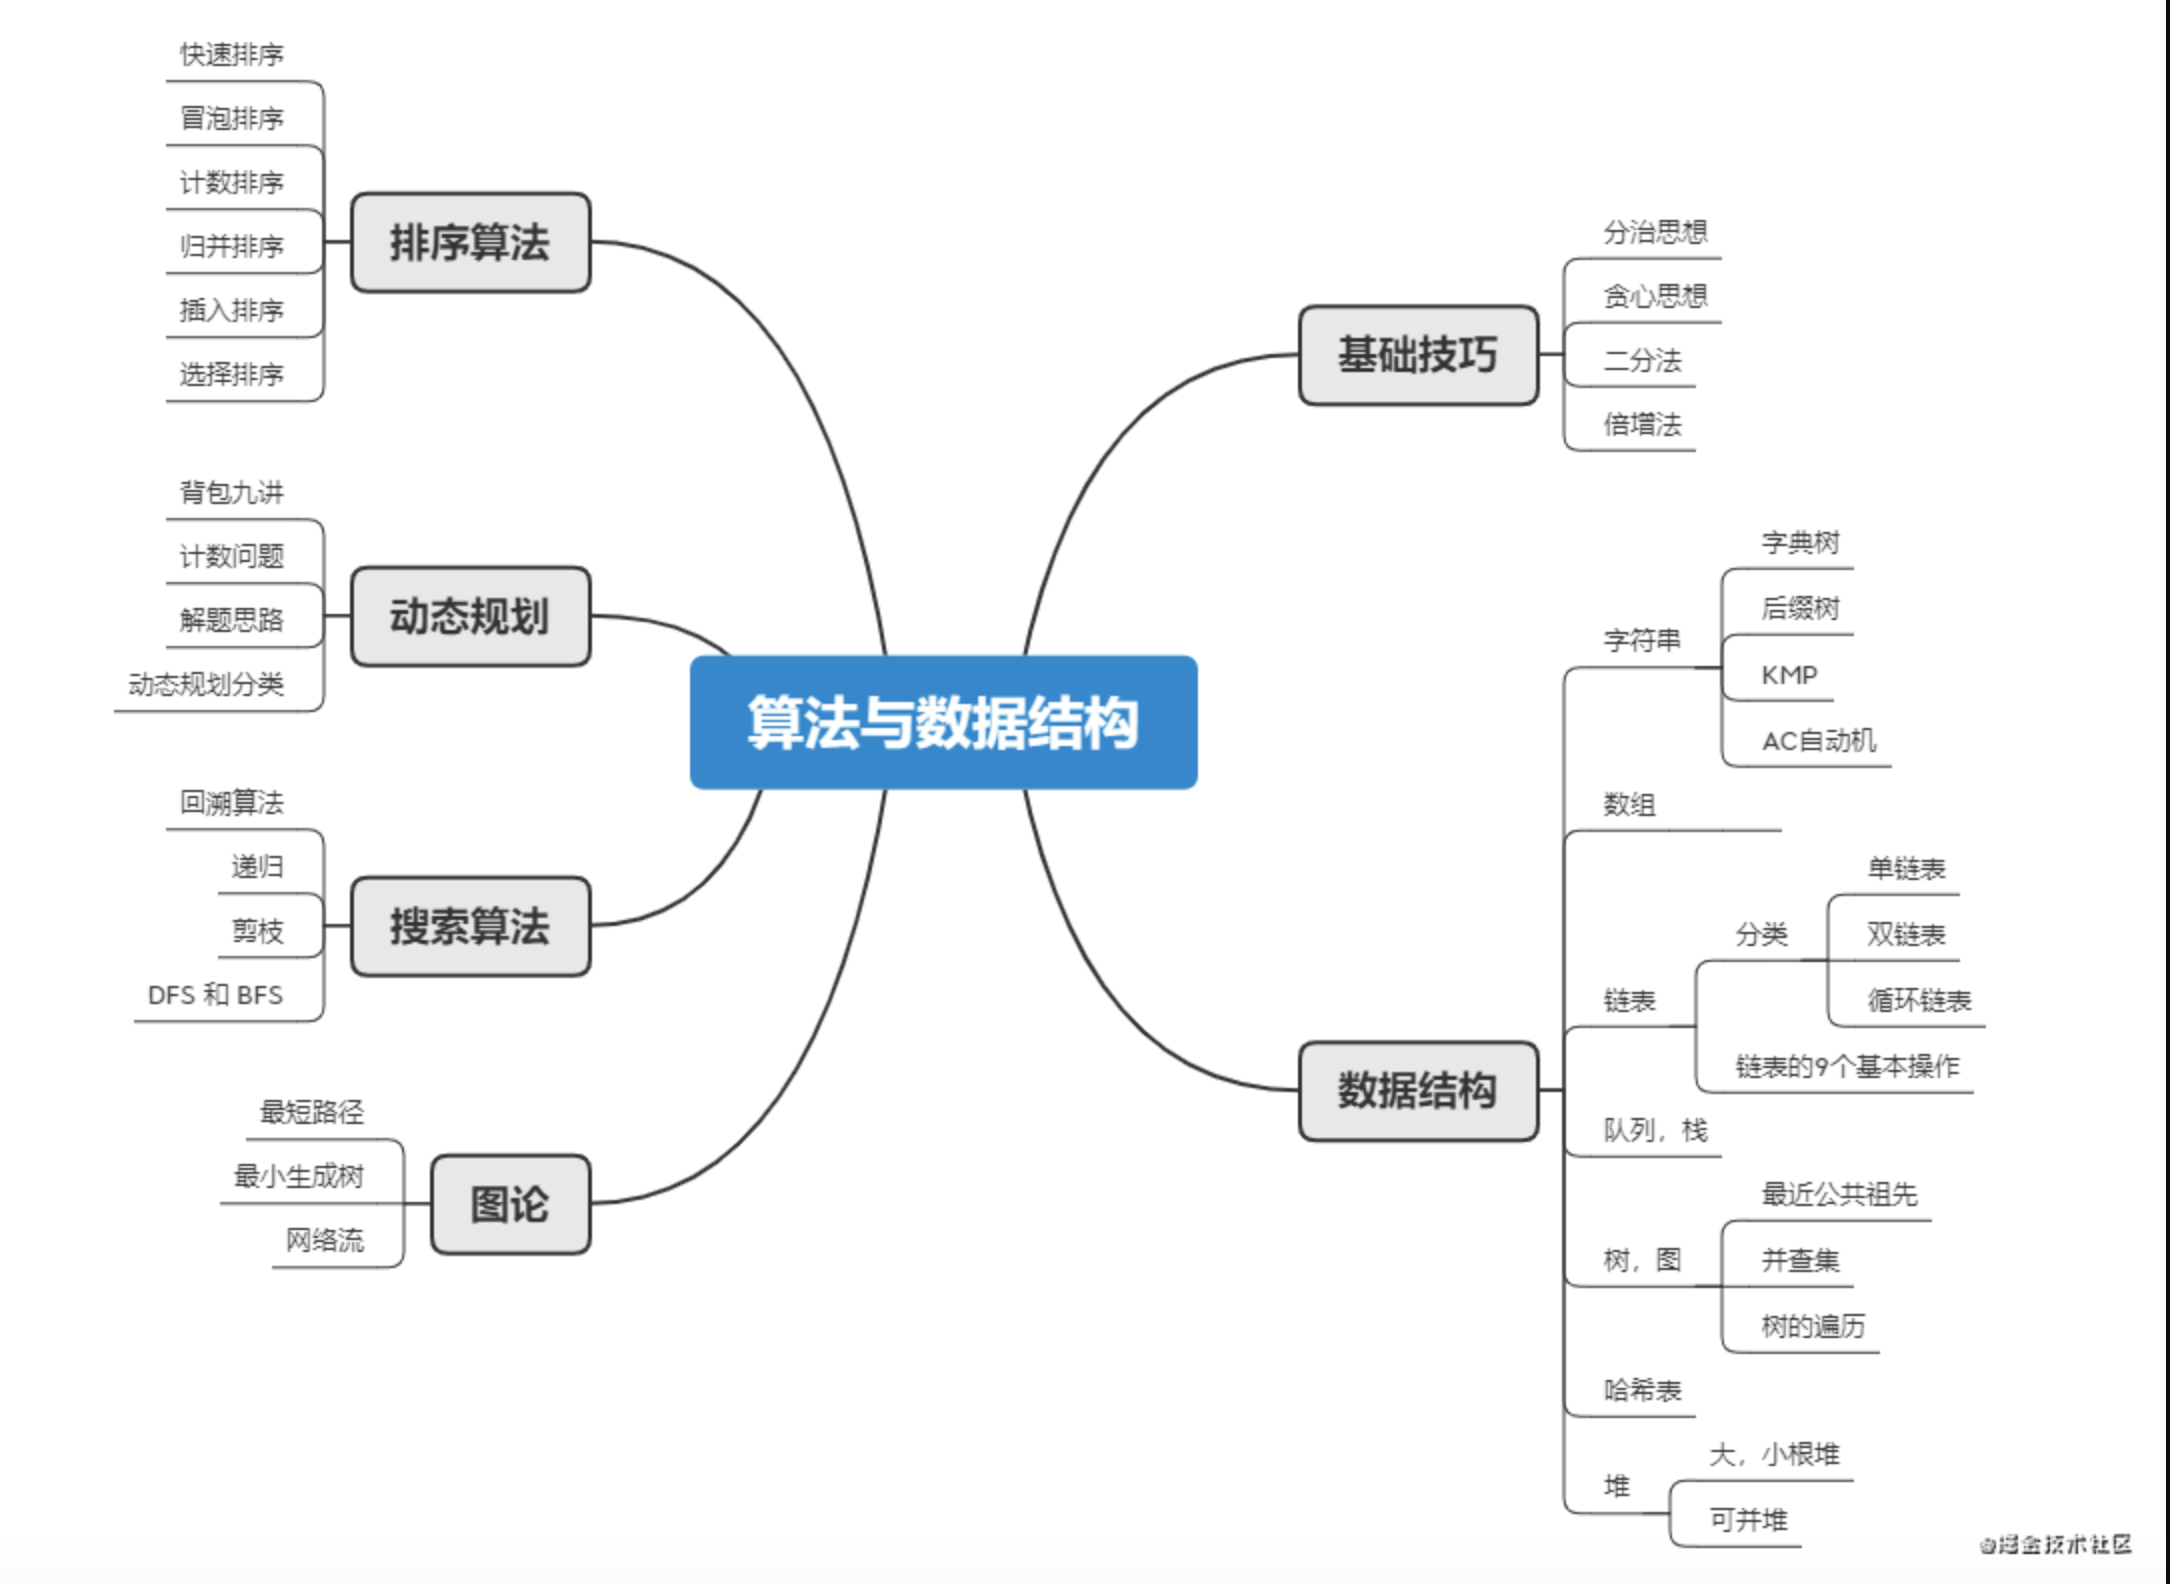 快速排序
冒泡排序
计数排序
归并排序
插入排序
选择排序
排序算法
背包九讲
计数问题
解题思路
动态规划分类
动态规划
回溯算法
递归
剪枝
DFS 和 BFS
搜索算法
最短路径
最小生成树
网络流
图论
算法与数据结构
基础技巧
分治思想
贪心思想
二分法
倍增法
数据结构
字符串
字典树
后缀树
KMP
AC自动机
数组
链表
分类
单链表
双链表
循环链表
链表的9个基本操作
队列，栈
树，图
最近公共祖先
并查集
树的遍历
哈希表
堆
大，小根堆
可并堆
@掘金技术社区